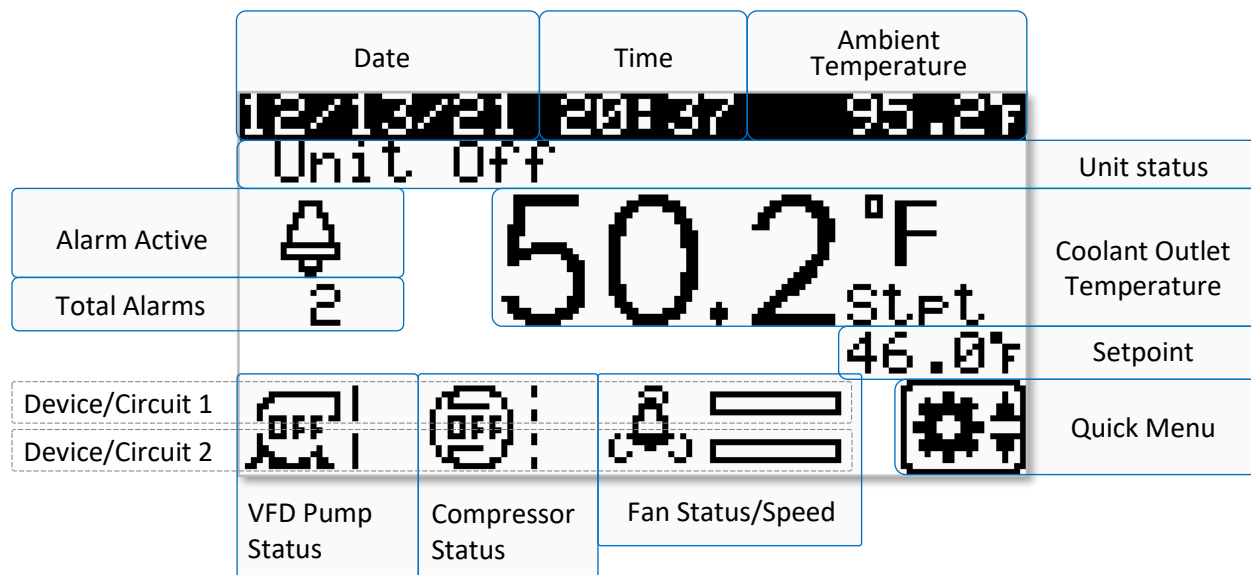 Date
Time
Ambient
Temperature
12/13/21 20:37 95.2°F
Unit Off
Unit status
Alarm Active
50.2°F
Coolant Outlet
Temperature
Total Alarms
2
Stpt
46.0°F
Setpoint
Device/Circuit 1
OFF
OFF
Quick Menu
Device/Circuit 2
VFD Pump
Status
Compressor
Status
Fan Status/Speed